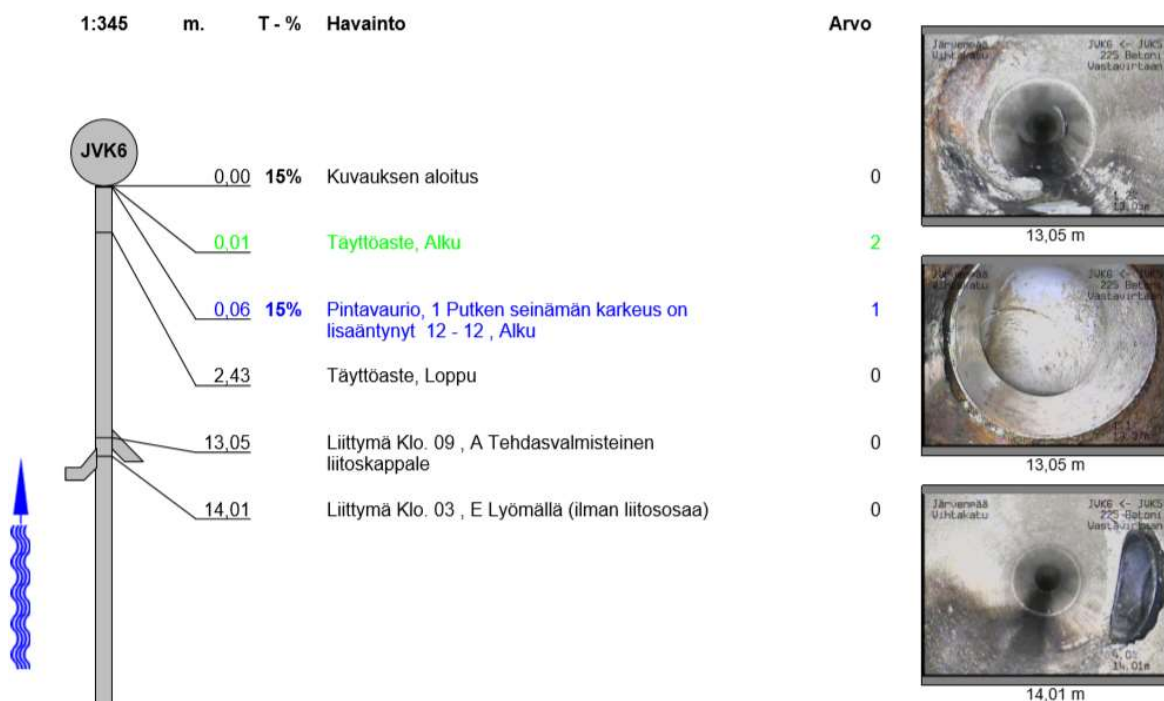 1:345 m. T - % Havainto Arvo
JVK6
0,00 15% Kuvauksen aloitus 0
0,01 Täyttöaste, Alku 2
0,06 15% Pintavaurio, 1 Putken seinämän karkeus on 1
lisääntynyt 12 - 12 , Alku
2,43 Täyttöaste, Loppu 0
13,05 Liittymä Klo. 09 , A Tehdasvalmisteinen 0
liitoskappale
14,01 Liittymä Klo. 03 , E Lyömällä (ilman liitososaa) 0
Järvenpää JVK6 <- JVK5
Vihtakatu 225 Betoni
Vastavirtaan
13,05m
13,05 m
Järvenpää JVK6 <- JVK5
Vihtakatu 225 Betoni
Vastavirtaan
13,05 m
Järvenpää JVK6 <- JVK5
Vihtakatu 225 Betoni
Vastavirtaan
14,01m
14,01 m